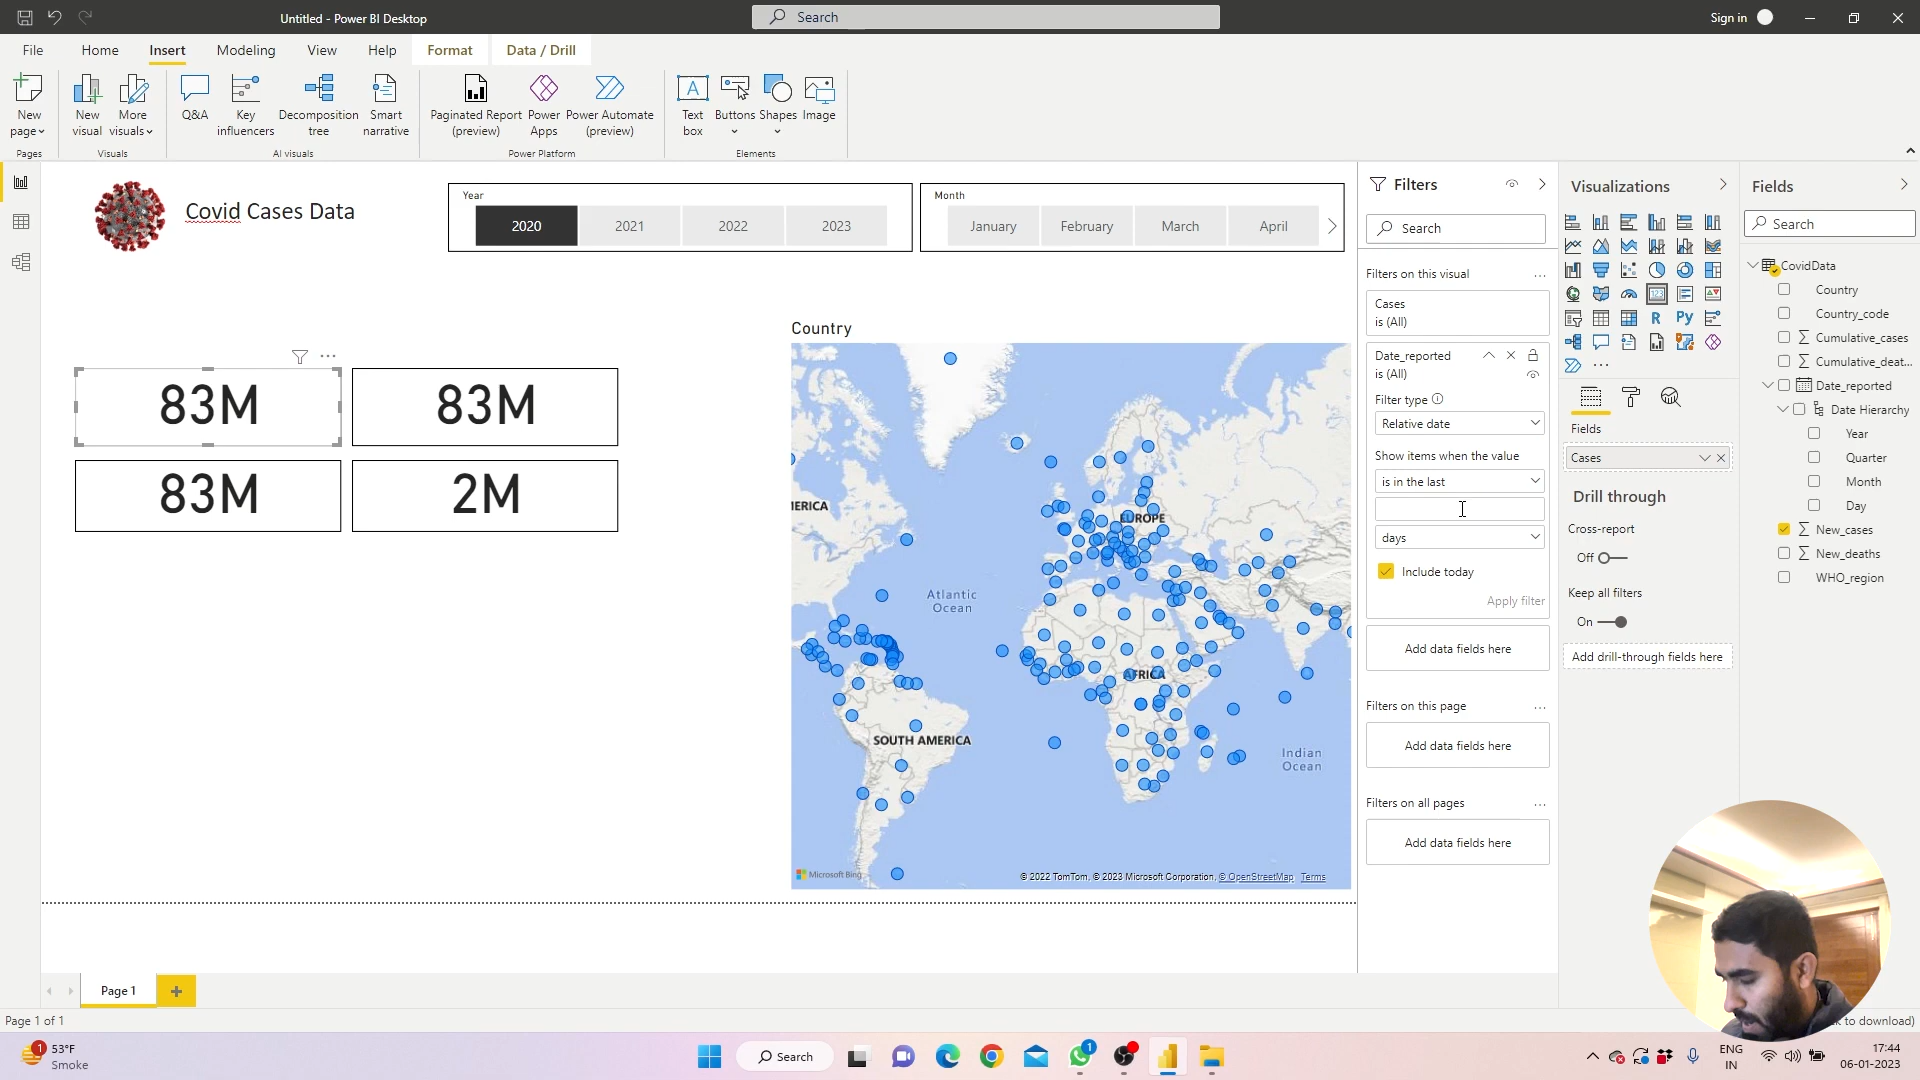 Untitled - Power BI Desktop
Search
Sign in
File
Home
Insert
Modeling
View
Help
Format
Data / Drill
New page
New visual
More visuals
Q&A
Key influencers
Decomposition tree
Smart narrative
Paginated Report (preview)
Power Apps
Power Automate (preview)
Text box
Buttons
Shapes
Image
Pages
Visuals
AI visuals
Power Platform
Elements
Covid Cases Data
Year
2020
2021
2022
2023
Month
January
February
March
April
83M
83M
83M
2M
Country
ERICA
EUROPE
Atlantic
Ocean
AFRICA
SOUTH AMERICA
Indian
Ocean
Microsoft Bing
© 2022 TomTom, © 2023 Microsoft Corporation, © OpenStreetMap Terms
Filters
Search
Filters on this visual
Cases
is (All)
Date_reported
is (All)
Filter type
Relative date
Show items when the value
is in the last
days
Include today
Apply filter
Add data fields here
Filters on this page
Add data fields here
Filters on all pages
Add data fields here
Visualizations
R
Py
123
Fields
Cases
Drill through
Cross-report
Off
Keep all filters
On
Add drill-through fields here
Fields
Search
CovidData
Country
Country_code
Cumulative_cases
Cumulative_deat...
Date_reported
Date Hierarchy
Year
Quarter
Month
Day
New_cases
New_deaths
WHO_region
Page 1
Page 1 of 1
to download)
1
53°F
Smoke
Search
1
ENG
IN
17:44
06-01-2023